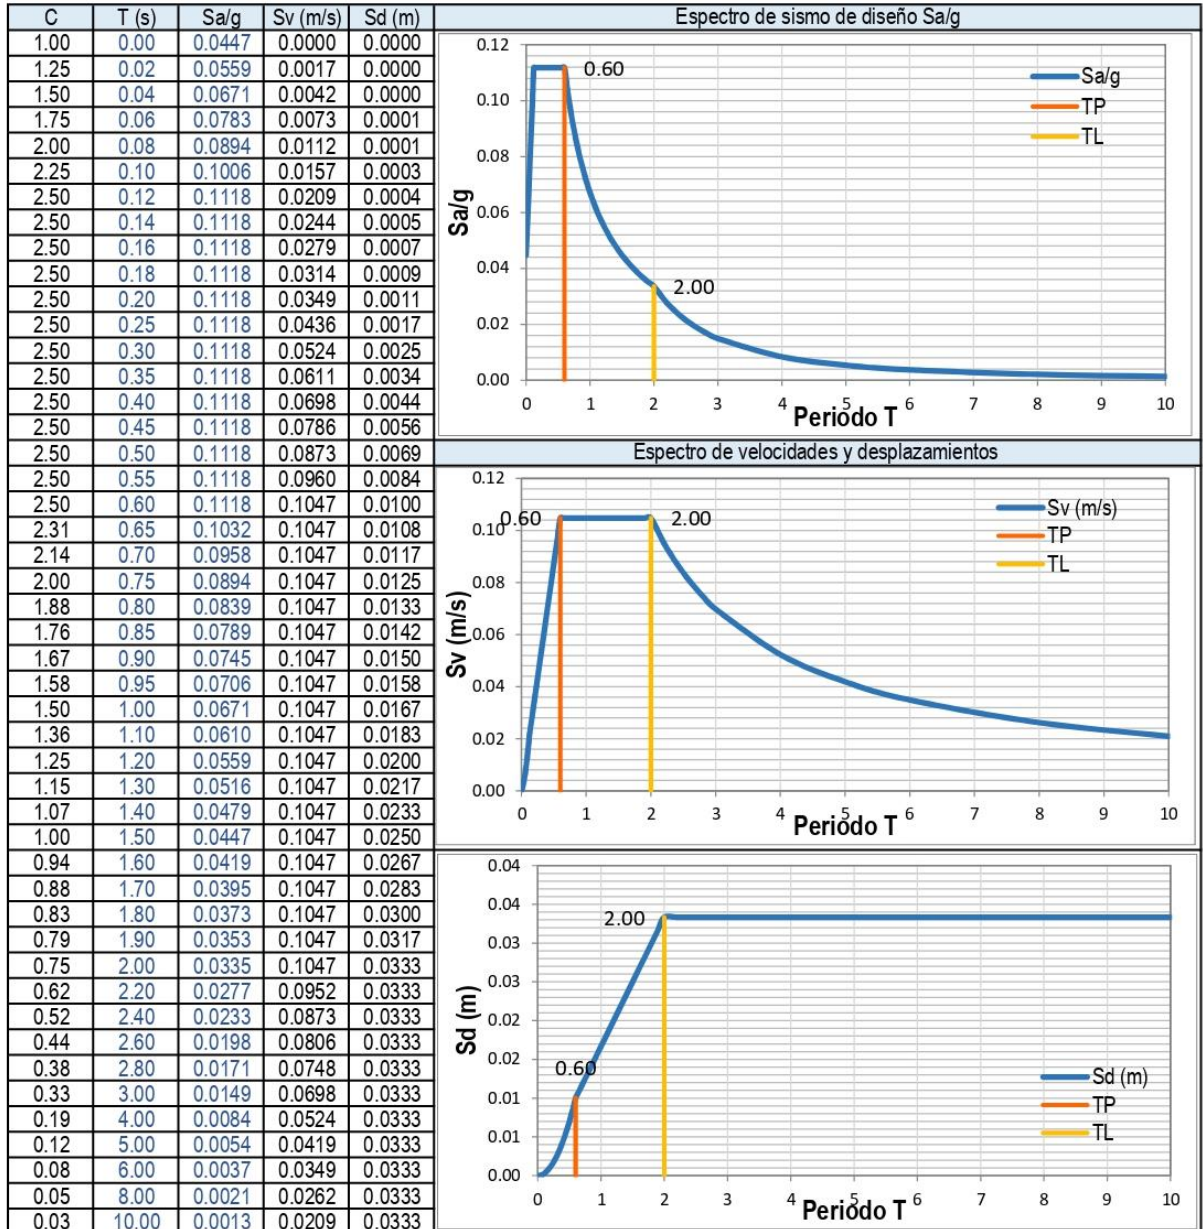 C T (s) Sa/g Sv (m/s) Sd (m)
1.00 0.00 0.0447 0.0000 0.0000
1.25 0.02 0.0559 0.0017 0.0000
1.50 0.04 0.0671 0.0042 0.0000
1.75 0.06 0.0783 0.0073 0.0001
2.00 0.08 0.0894 0.0112 0.0001
2.25 0.10 0.1006 0.0157 0.0003
2.50 0.12 0.1118 0.0209 0.0004
2.50 0.14 0.1118 0.0244 0.0005
2.50 0.16 0.1118 0.0279 0.0007
2.50 0.18 0.1118 0.0314 0.0009
2.50 0.20 0.1118 0.0349 0.0011
2.50 0.25 0.1118 0.0436 0.0017
2.50 0.30 0.1118 0.0524 0.0025
2.50 0.35 0.1118 0.0611 0.0034
2.50 0.40 0.1118 0.0698 0.0044
2.50 0.45 0.1118 0.0786 0.0056
2.50 0.50 0.1118 0.0873 0.0069
2.50 0.55 0.1118 0.0960 0.0084
2.50 0.60 0.1118 0.1047 0.0100
2.31 0.65 0.1032 0.1047 0.0108
2.14 0.70 0.0958 0.1047 0.0117
2.00 0.75 0.0894 0.1047 0.0125
1.88 0.80 0.0839 0.1047 0.0133
1.76 0.85 0.0789 0.1047 0.0142
1.67 0.90 0.0745 0.1047 0.0150
1.58 0.95 0.0706 0.1047 0.0158
1.50 1.00 0.0671 0.1047 0.0167
1.36 1.10 0.0610 0.1047 0.0183
1.25 1.20 0.0559 0.1047 0.0200
1.15 1.30 0.0516 0.1047 0.0217
1.07 1.40 0.0479 0.1047 0.0233
1.00 1.50 0.0447 0.1047 0.0250
0.94 1.60 0.0419 0.1047 0.0267
0.88 1.70 0.0395 0.1047 0.0283
0.83 1.80 0.0373 0.1047 0.0300
0.79 1.90 0.0353 0.1047 0.0317
0.75 2.00 0.0335 0.1047 0.0333
0.62 2.20 0.0277 0.0952 0.0333
0.52 2.40 0.0233 0.0873 0.0333
0.44 2.60 0.0198 0.0806 0.0333
0.38 2.80 0.0171 0.0748 0.0333
0.33 3.00 0.0149 0.0698 0.0333
0.19 4.00 0.0084 0.0524 0.0333
0.12 5.00 0.0054 0.0419 0.0333
0.08 6.00 0.0037 0.0349 0.0333
0.05 8.00 0.0021 0.0262 0.0333
0.03 10.00 0.0013 0.0209 0.0333
Espectro de sismo de diseño Sa/g
0.12
0.10
0.08
0.06
0.04
0.02
0.00
Sa/g
0.60
2.00
Sa/g
TP
TL
0 1 2 3 4 5 6 7 8 9 10
Periodo T
Espectro de velocidades y desplazamientos
0.12
0.10
0.08
0.06
0.04
0.02
0.00
Sv (m/s)
0.60
2.00
Sv (m/s)
TP
TL
0 1 2 3 4 5 6 7 8 9 10
Periodo T
0.04
0.04
0.03
0.03
0.02
0.02
0.01
0.01
0.00
Sd (m)
2.00
0.60
Sd (m)
TP
TL
0 1 2 3 4 5 6 7 8 9 10
Periodo T